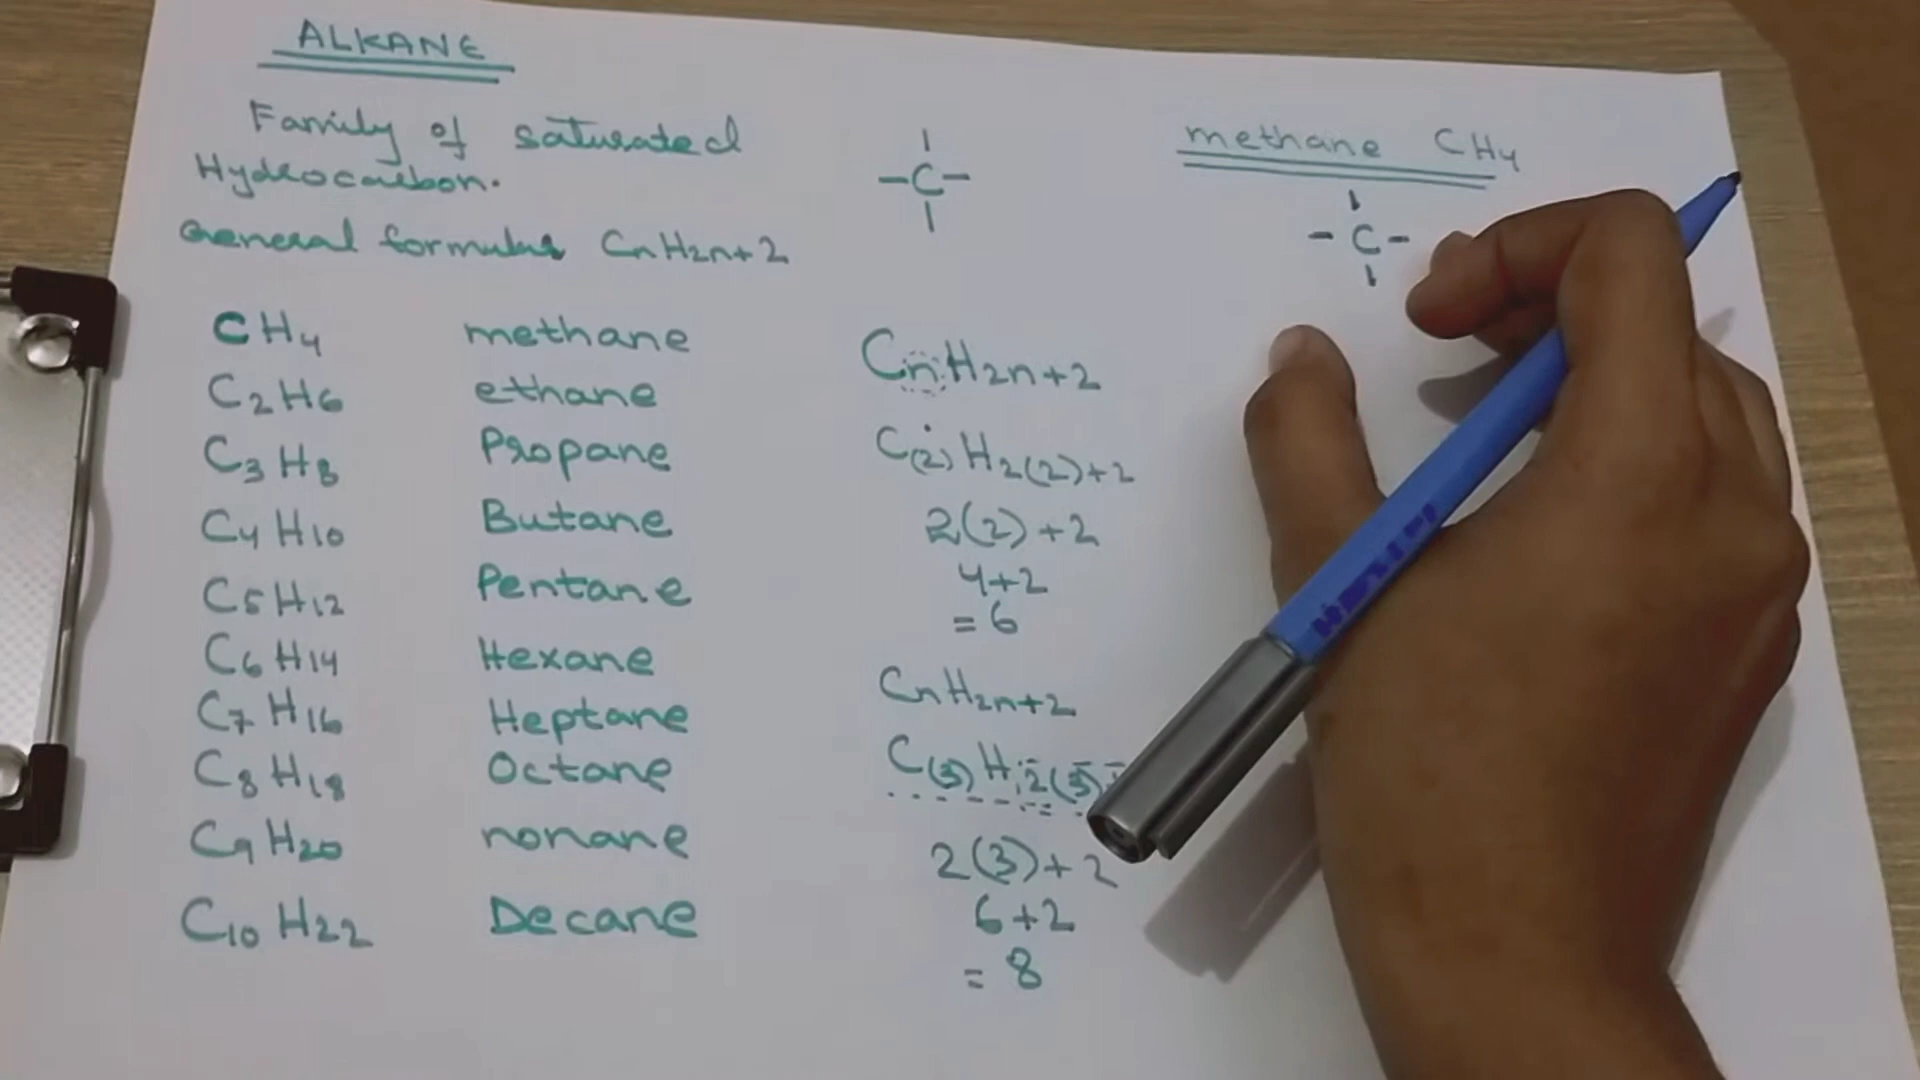 ALKANE
Family of saturated
Hydrocarbon.
General formula CnH2n+2
CH4 methane
C2H6 ethane
C3H8 Propane
C4H10 Butane
C5H12 Pentane
C6H14 Hexane
C7H16 Heptane
C8H18 Octane
C9H20 nonane
C10H22 Decane
-C-
CnH2n+2
C(2)H2(2)+2
2(2)+2
4+2
=6
CnH2n+2
C(3)H2(3)
2(3)+2
6+2
=8
methane CH4
-C-